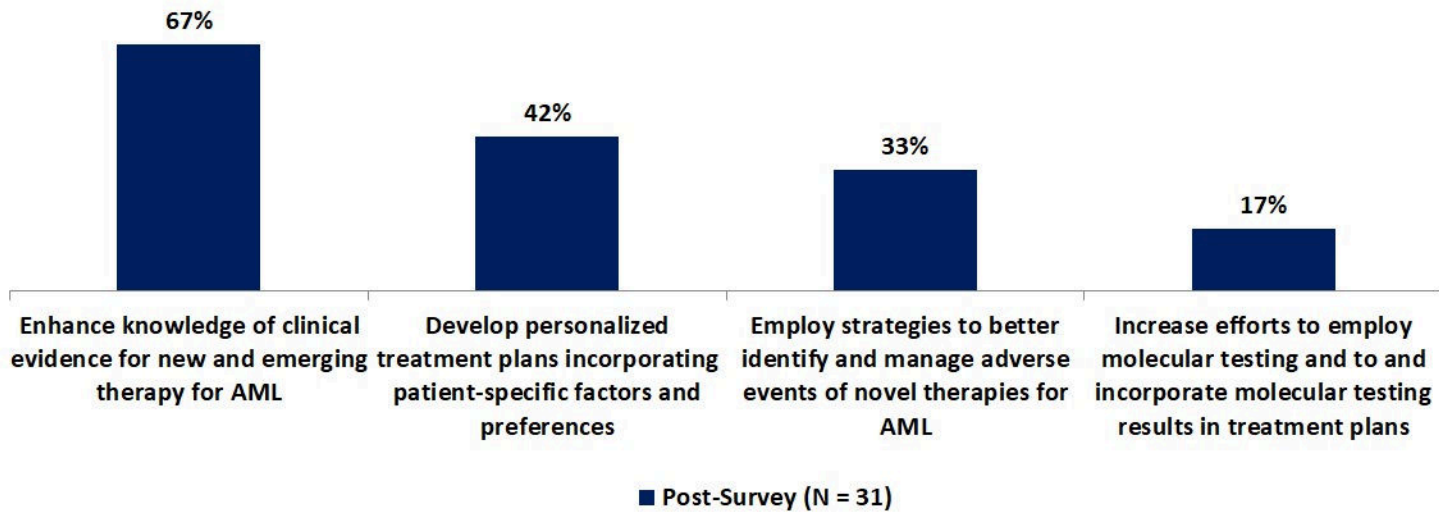 67%
42%
33%
17%
Enhance knowledge of clinical
evidence for new and emerging
therapy for AML
Develop personalized
treatment plans incorporating
patient-specific factors and
preferences
Employ strategies to better
identify and manage adverse
events of novel therapies for
AML
Increase efforts to employ
molecular testing and to and
incorporate molecular testing
results in treatment plans
Post-Survey (N = 31)